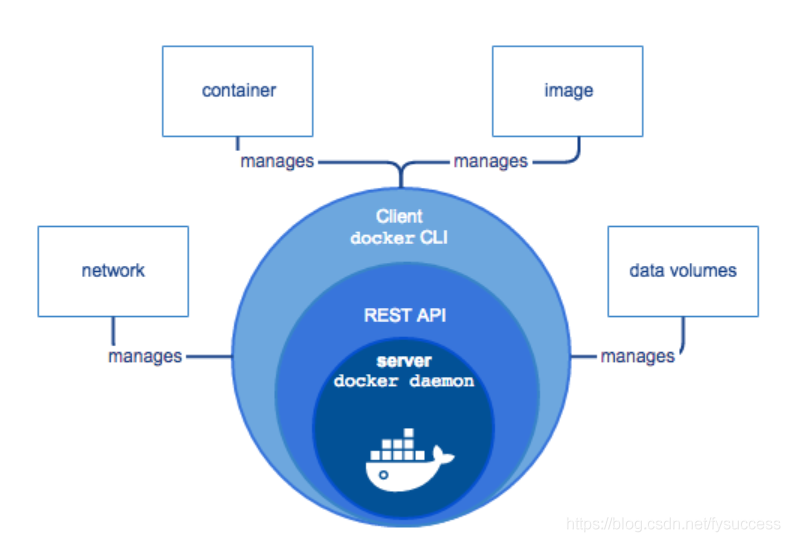 container
image
manages
manages
Client
docker CLI
network
data volumes
REST API
manages
manages
server
docker daemon
https://blog.csdn.net/fysuccess